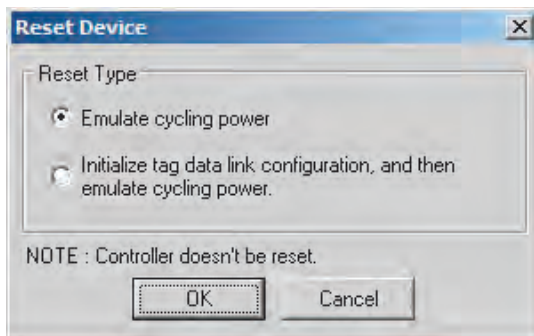 Reset Device
Reset Type
Emulate cycling power
Initialize tag data link configuration, and then
emulate cycling power.
NOTE : Controller doesn't be reset.
OK
Cancel